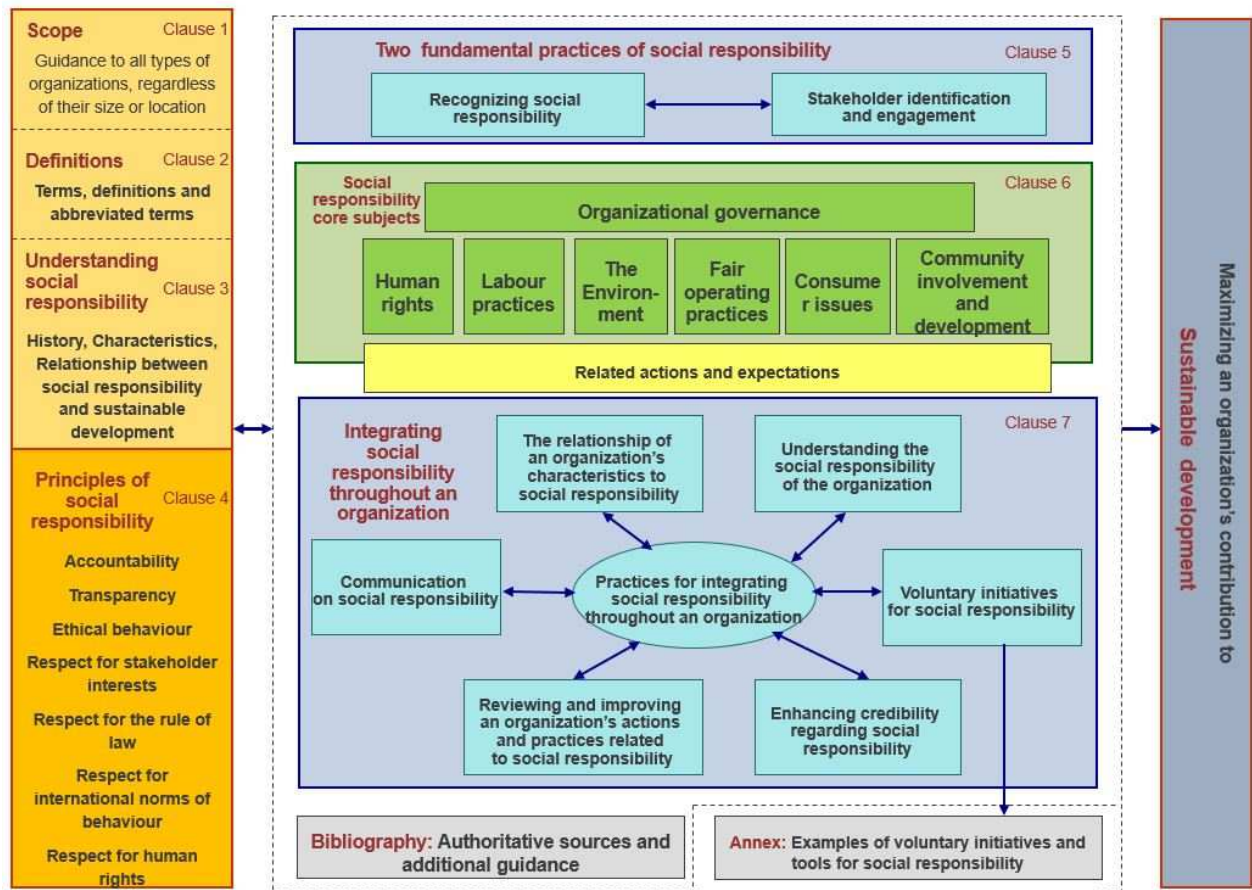 Scope Clause 1
Guidance to all types of
organizations, regardless
of their size or location
Definitions Clause 2
Terms, definitions and
abbreviated terms
Understanding
social
responsibility Clause 3
History, Characteristics,
Relationship between
social responsibility
and sustainable
development
Principles of
social Clause 4
responsibility
Accountability
Transparency
Ethical behaviour
Respect for stakeholder
interests
Respect for the rule of
law
Respect for
international norms of
behaviour
Respect for human
rights
Two fundamental practices of social responsibility Clause 5
Recognizing social
responsibility
Stakeholder identification
and engagement
Social
responsibility
core subjects
Clause 6
Organizational governance
Human
rights
Labour
practices
The
Environ-
ment
Fair
operating
practices
Consume
r issues
Community
involvement
and
development
Related actions and expectations
Integrating
social
responsibility
throughout an
organization
Clause 7
The relationship of
an organization's
characteristics to
social responsibility
Understanding the
social responsibility
of the organization
Communication
on social responsibility
Practices for integrating
social responsibility
throughout an organization
Voluntary initiatives
for social responsibility
Reviewing and improving
an organization's actions
and practices related
to social responsibility
Enhancing credibility
regarding social
responsibility
Bibliography: Authoritative sources and
additional guidance
Annex: Examples of voluntary initiatives and
tools for social responsibility
Maximizing an organization's contribution to
Sustainable development